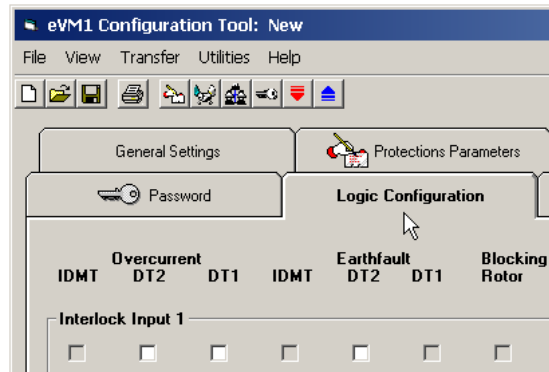 eVM1 Configuration Tool: New
File View Transfer Utilities Help
General Settings Protections Parameters
Password Logic Configuration
Overcurrent Earthfault Blocking
IDMT DT2 DT1 IDMT DT2 DT1 Rotor
Interlock Input 1